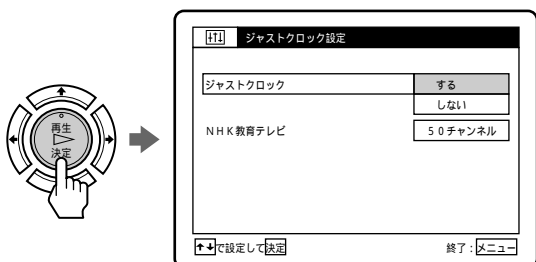 再生
決定
ジャストクロック設定
ジャストクロック
する
しない
NHK教育テレビ
50チャンネル
で設定して決定
終了:メニュー